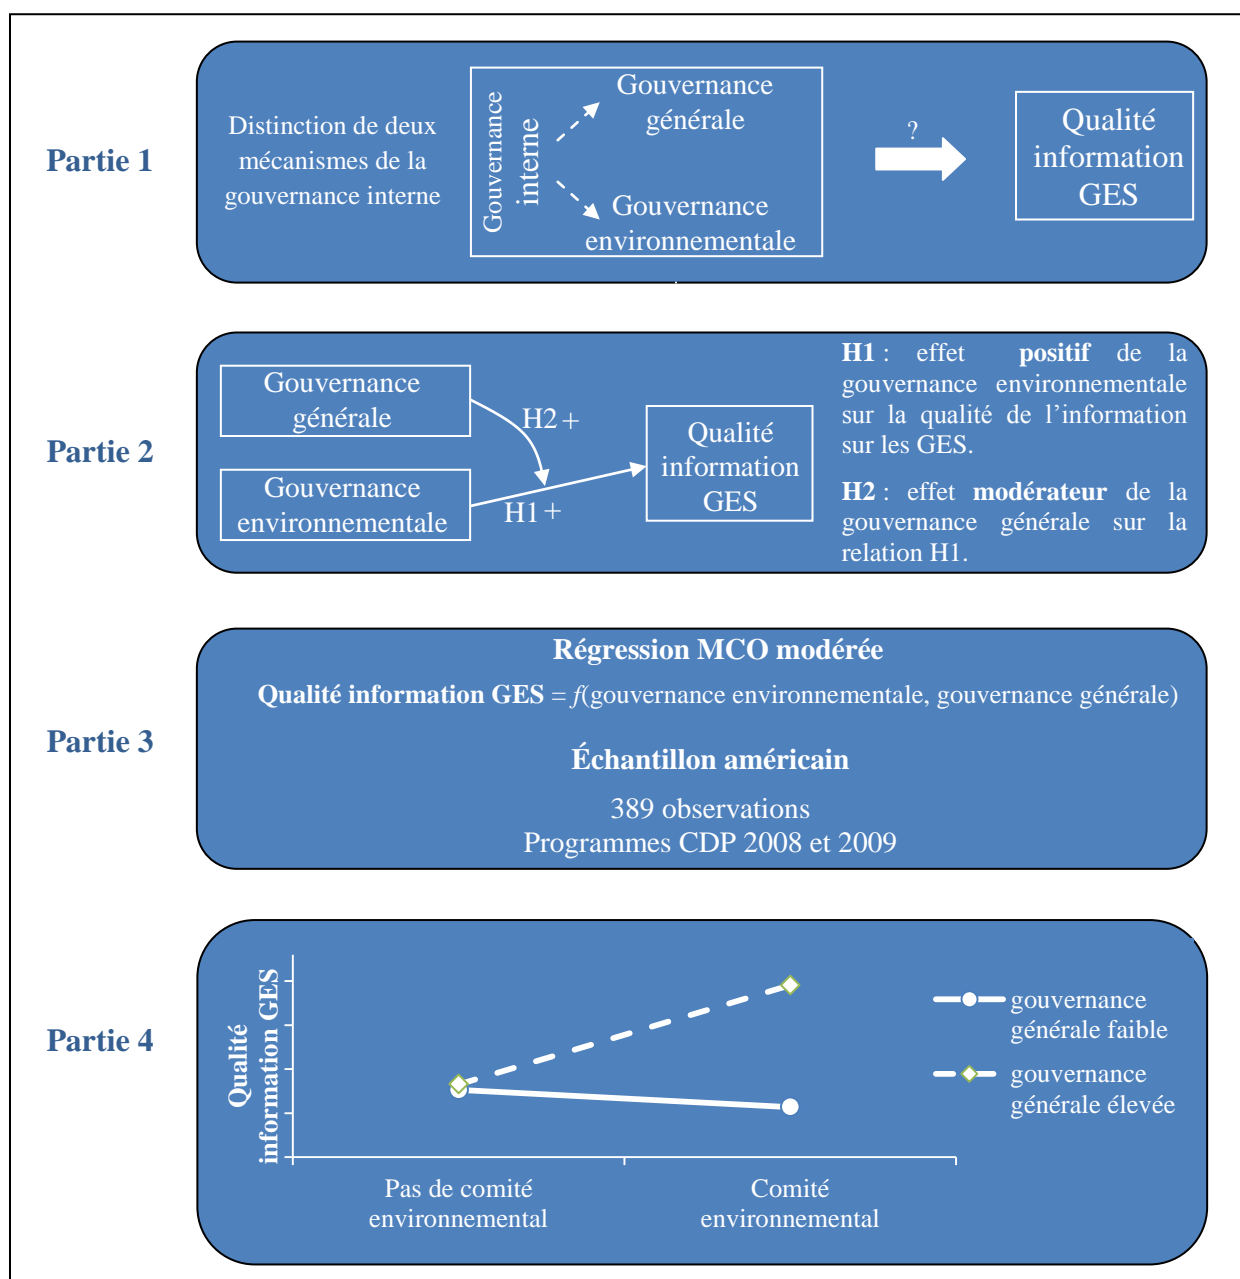 Partie 1
Distinction de deux
mécanismes de la
gouvernance interne
Gouvernance
interne
Gouvernance
générale
Gouvernance
environnementale
?
Qualité
information
GES
Partie 2
Gouvernance
générale
Gouvernance
environnementale
H2 +
H1 +
Qualité
information
GES
H1 : effet positif de la
gouvernance environnementale
sur la qualité de l’information
sur les GES.
H2 : effet modérateur de la
gouvernance générale sur la
relation H1.
Partie 3
Régression MCO modérée
Qualité information GES = f(gouvernance environnementale, gouvernance générale)
Échantillon américain
389 observations
Programmes CDP 2008 et 2009
Partie 4
Qualité
information GES
Pas de comité
environnemental
Comité
environnemental
gouvernance
générale faible
gouvernance
générale élevée